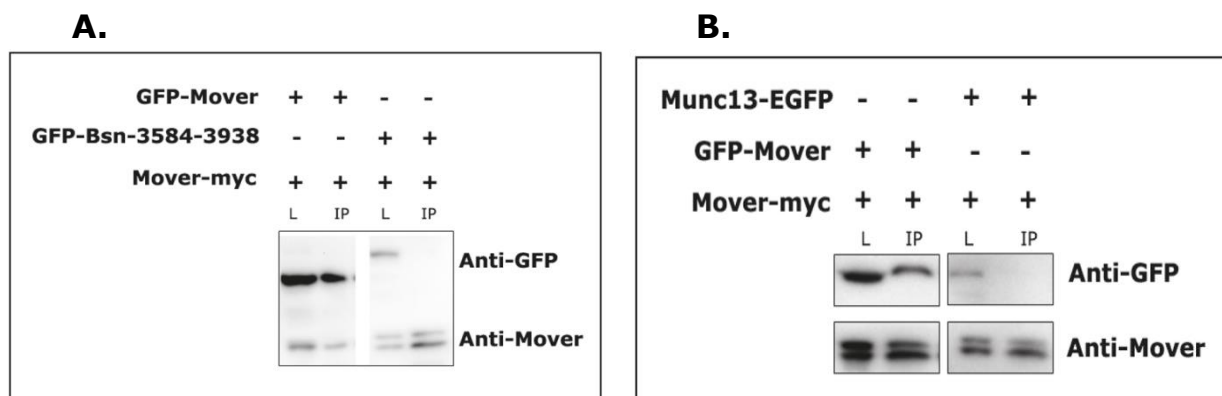 A.
GFP-Mover + + - -
GFP-Bsn-3584-3938 - - + +
Mover-myc + + + +
L IP L IP
Anti-GFP
Anti-Mover
B.
Munc13-EGFP - - + +
GFP-Mover + + - -
Mover-myc + + + +
L IP L IP
Anti-GFP
Anti-Mover